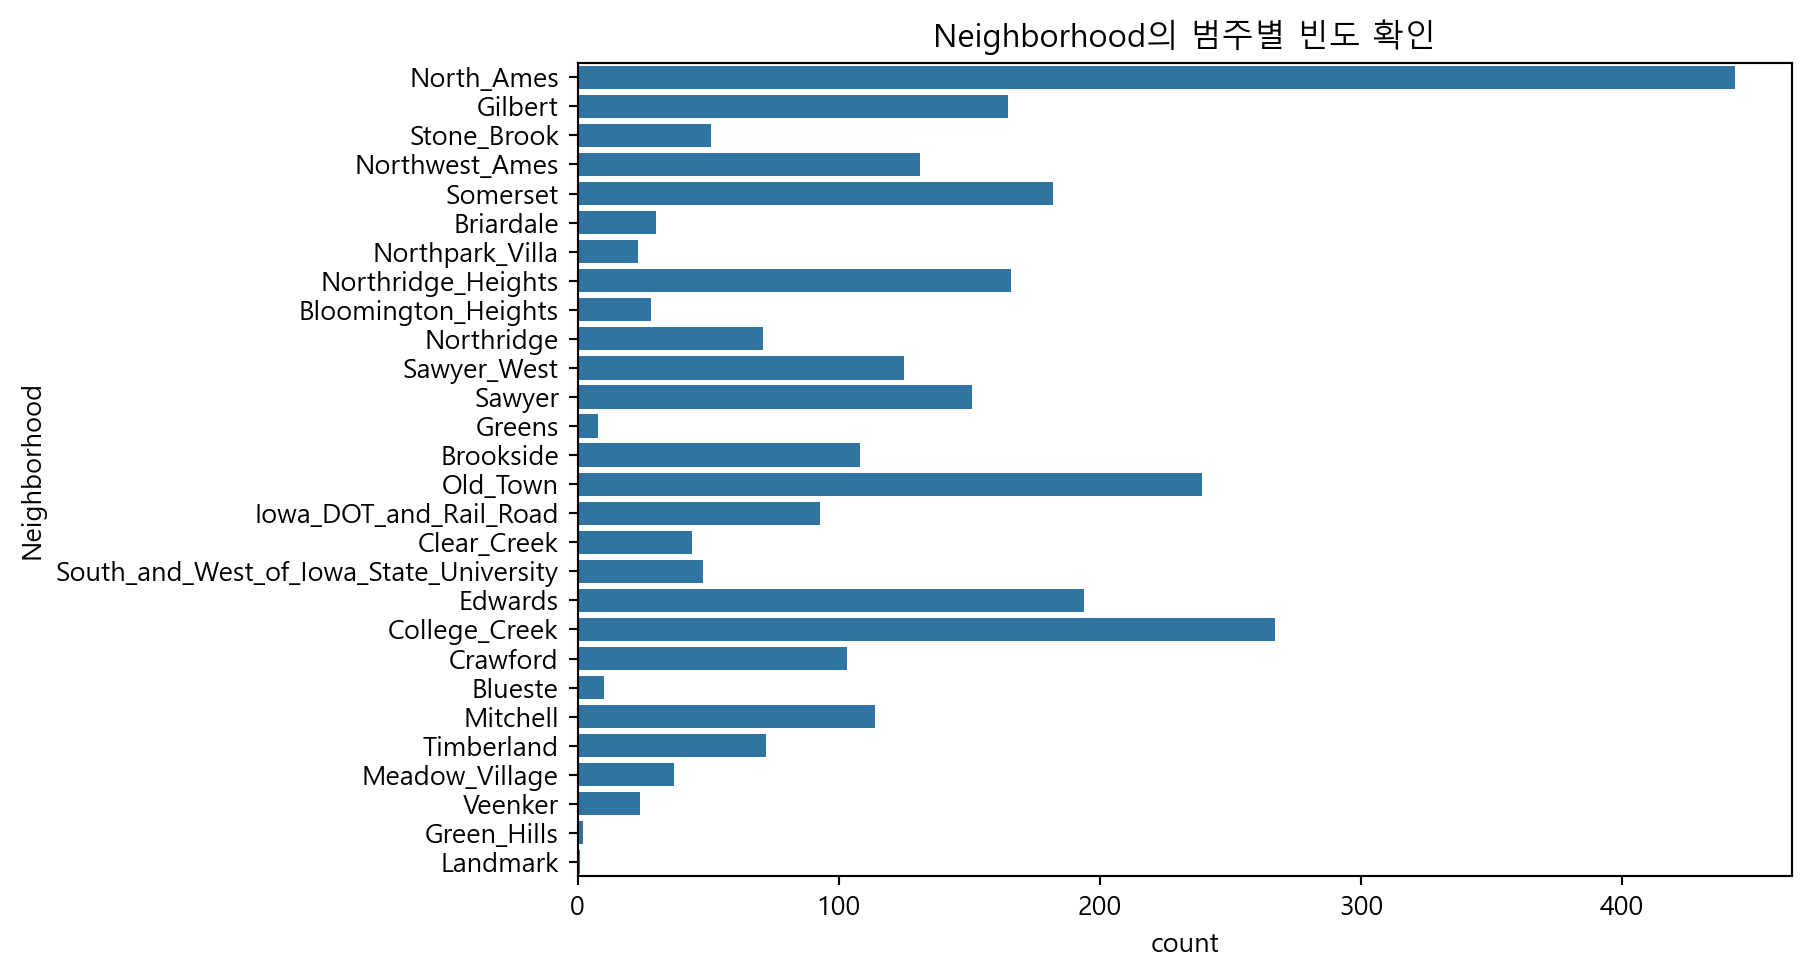 Neighborhood의 범주별 빈도 확인
Neighborhood
North_Ames
Gilbert
Stone_Brook
Northwest_Ames
Somerset
Briardale
Northpark_Villa
Northridge_Heights
Bloomington_Heights
Northridge
Sawyer_West
Sawyer
Greens
Brookside
Old_Town
Iowa_DOT_and_Rail_Road
Clear_Creek
South_and_West_of_Iowa_State_University
Edwards
College_Creek
Crawford
Blueste
Mitchell
Timberland
Meadow_Village
Veenker
Green_Hills
Landmark
0 100 200 300 400
count